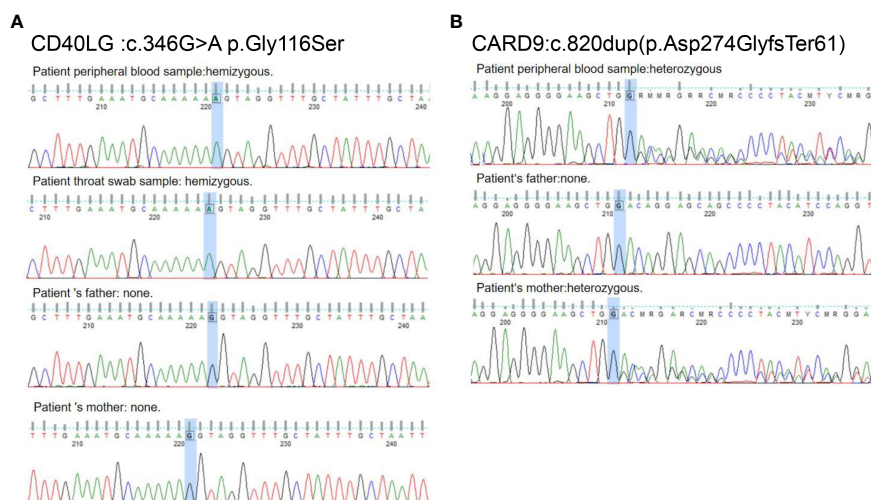 A
CD40LG :c.346G>A p.Gly116Ser
Patient peripheral blood sample:hemizygous.
G C T T T G A A A T G C A A A A A A G T A G G T T T G C T A T T T G C T A
210 220 230 240
Patient throat swab sample: hemizygous.
C T T T G A A A T G C A A A A A A G T A G G T T T G C T A T T T G C T A
210 220 230 240
Patient 's father: none.
G C T T T G A A A T G C A A A A A G G T A G G T T T G C T A T T T G C T A A
210 220 230 240
Patient 's mother: none.
T T T G A A A T G C A A A A A G G T A G G T T T G C T A T T T G C T A A T T
210 220 230 240
B
CARD9:c.820dup(p.Asp274GlyfsTer61)
Patient peripheral blood sample:heterozygous
A A G G A G G G G A A G C T G G R M M R G R R C M R C C C C T A C M T Y C M R G
200 210 220 230
Patient's father:none.
A G G A G G G G A A G C T G G A C A G G A G C A G C C C C T A C A T C C A G G T
200 210 220 230
Patient's mother:heterozygous.
A G G A G G G G A A G C T G G A C M R G A R C M R C C C C T A C M T Y C M R G G A
200 210 220 230